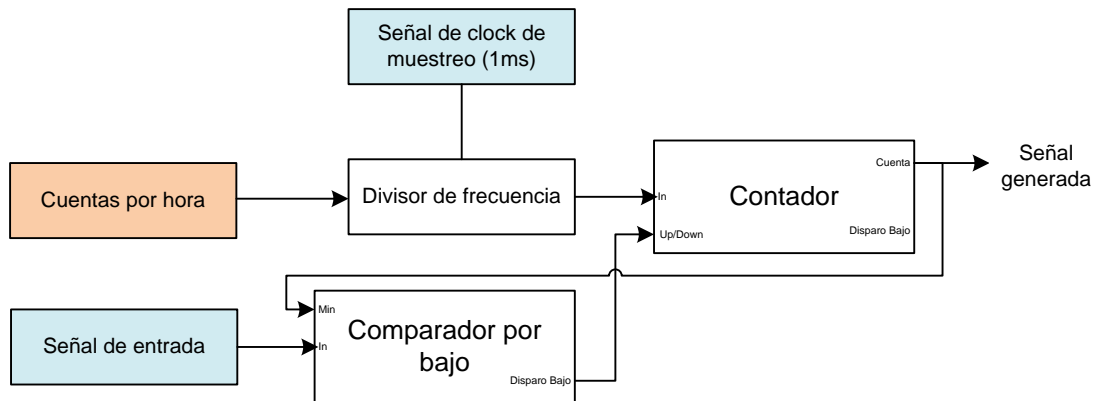 Señal de clock de
muestreo (1ms)
Cuentas por hora
Divisor de frecuencia
Cuenta
In
Contador
Up/Down
Disparo Bajo
Señal
generada
Señal de entrada
Min
In
Comparador por
bajo
Disparo Bajo